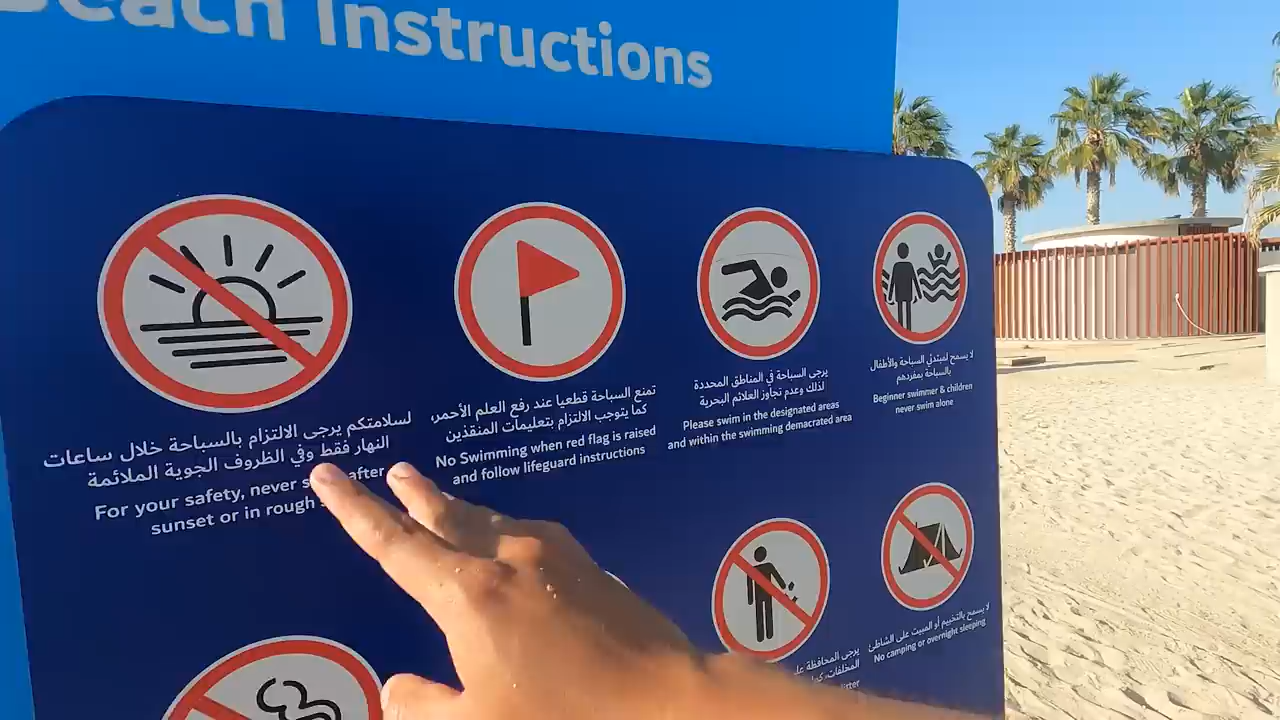 Beach Instructions
لسلامتكم يرجى الالتزام بالسباحة خلال ساعات
النهار فقط وفي الظروف الجوية الملائمة
For your safety, never after
sunset or in rough
تمنع السباحة قطعيا عند رفع العلم الأحمر،
كما يتوجب الالتزام بتعليمات المنقذين
No Swimming when red flag is raised
and follow lifeguard instructions
يرجى السباحة في المناطق المحددة
لذلك وعدم تجاوز العلائم البحرية
Please swim in the designated areas
and within the swimming demacrated area
لا يسمح لمبتدئي السباحة والأطفال
بالسباحة بمفردهم
Beginner swimmer & children
never swim alone
يرجى المحافظة
المخلفات،
لا يسمح بالتخييم أو المبيت على الشاطئ
No camping or overnight sleeping